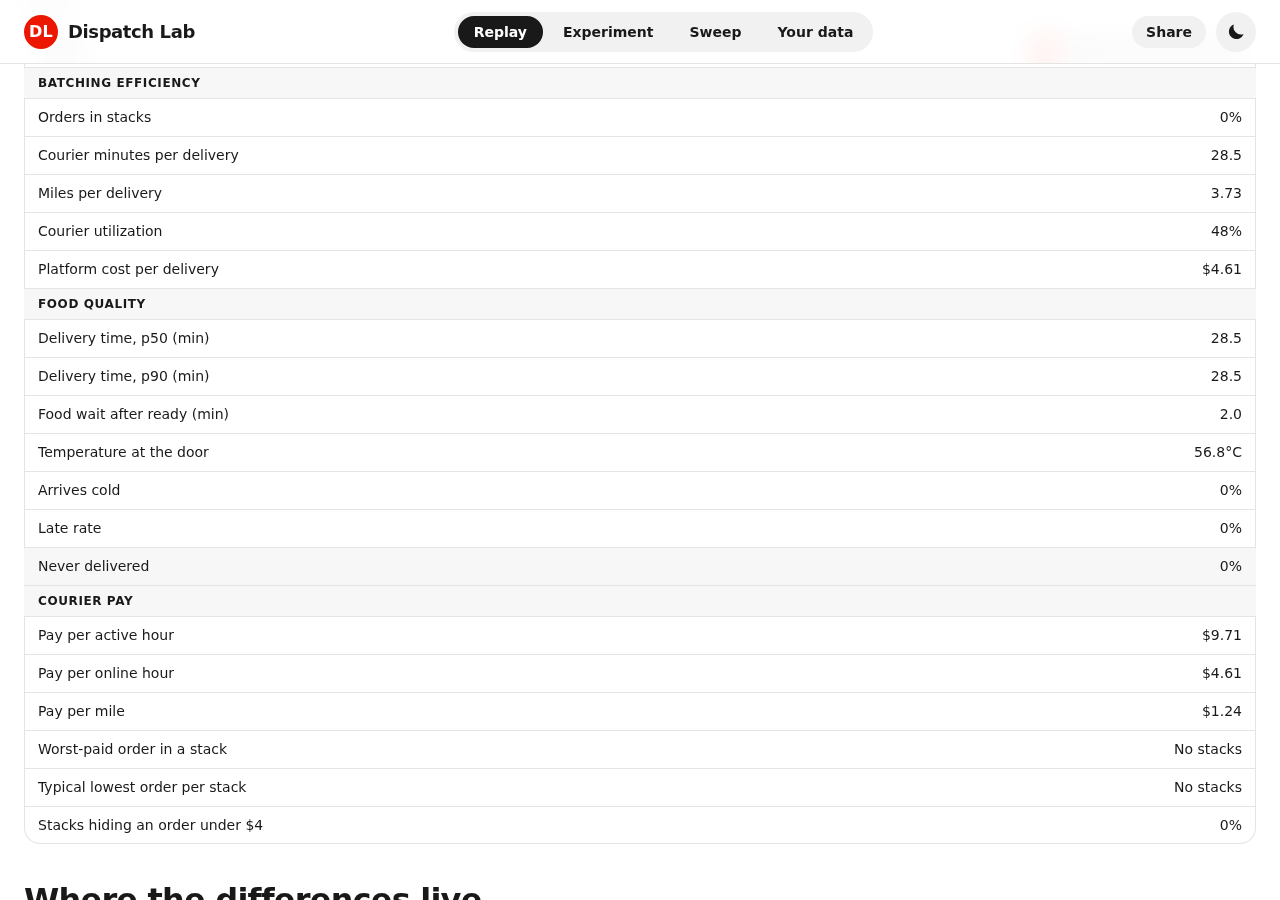 DL Dispatch Lab Replay Experiment Sweep Your data Share
BATCHING EFFICIENCY
Orders in stacks 0%
Courier minutes per delivery 28.5
Miles per delivery 3.73
Courier utilization 48%
Platform cost per delivery $4.61
FOOD QUALITY
Delivery time, p50 (min) 28.5
Delivery time, p90 (min) 28.5
Food wait after ready (min) 2.0
Temperature at the door 56.8°C
Arrives cold 0%
Late rate 0%
Never delivered 0%
COURIER PAY
Pay per active hour $9.71
Pay per online hour $4.61
Pay per mile $1.24
Worst-paid order in a stack No stacks
Typical lowest order per stack No stacks
Stacks hiding an order under $4 0%
Where the differences live